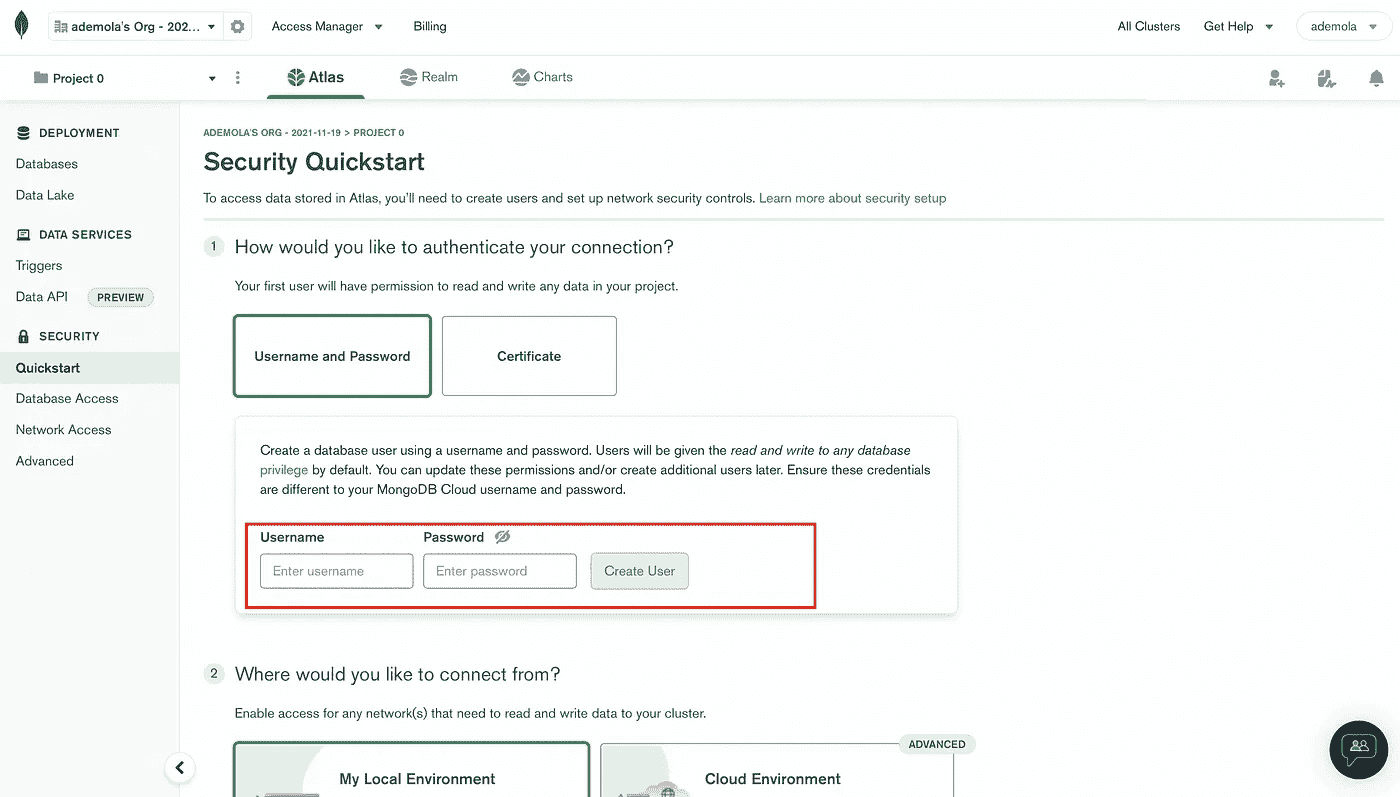 ademola's Org - 202...
Access Manager
Billing
All Clusters
Get Help
ademola
Project 0
Atlas
Realm
Charts
DEPLOYMENT
Databases
Data Lake
DATA SERVICES
Triggers
Data API PREVIEW
SECURITY
Quickstart
Database Access
Network Access
Advanced
ADEMOLA'S ORG - 2021-11-19 > PROJECT 0
Security Quickstart
To access data stored in Atlas, you'll need to create users and set up network security controls. Learn more about security setup
1 How would you like to authenticate your connection?
Your first user will have permission to read and write any data in your project.
Username and Password
Certificate
Create a database user using a username and password. Users will be given the read and write to any database
privilege by default. You can update these permissions and/or create additional users later. Ensure these credentials
are different to your MongoDB Cloud username and password.
Username
Password
Enter username
Enter password
Create User
2 Where would you like to connect from?
Enable access for any network(s) that need to read and write data to your cluster.
My Local Environment
ADVANCED
Cloud Environment